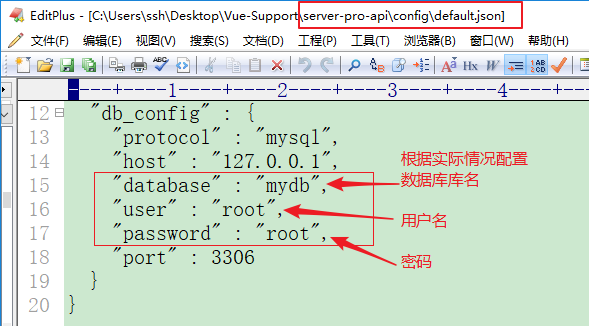 EditPlus - [C:\Users\ssh\Desktop\Vue-Support\server-pro-api\config\default.json]
文件(F) 编辑(E) 视图(V) 搜索(S) 文档(D) 工程(P) 工具(T) 浏览器(B) 窗口(W) 帮助(H)
----+----1----+----2----+----3----+----4----
12 "db_config" : {
13 "protocol" : "mysql",
14 "host" : "127.0.0.1",
15 "database" : "mydb",
16 "user" : "root",
17 "password" : "root",
18 "port" : 3306
19 }
20 }
根据实际情况配置
数据库库名
用户名
密码